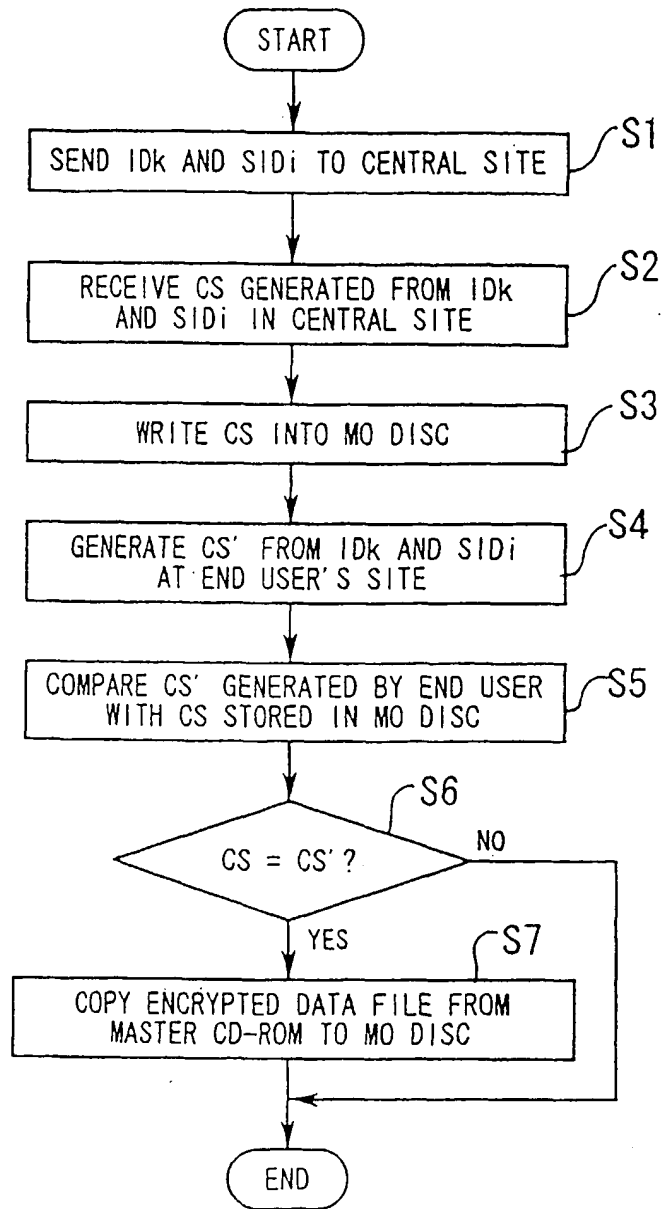 START
SEND IDk AND SIDi TO CENTRAL SITE
S1
RECEIVE CS GENERATED FROM IDk
AND SIDi IN CENTRAL SITE
S2
WRITE CS INTO MO DISC
S3
GENERATE CS' FROM IDk AND SIDi
AT END USER'S SITE
S4
COMPARE CS' GENERATED BY END USER
WITH CS STORED IN MO DISC
S5
S6
CS = CS'?
NO
YES
S7
COPY ENCRYPTED DATA FILE FROM
MASTER CD-ROM TO MO DISC
END